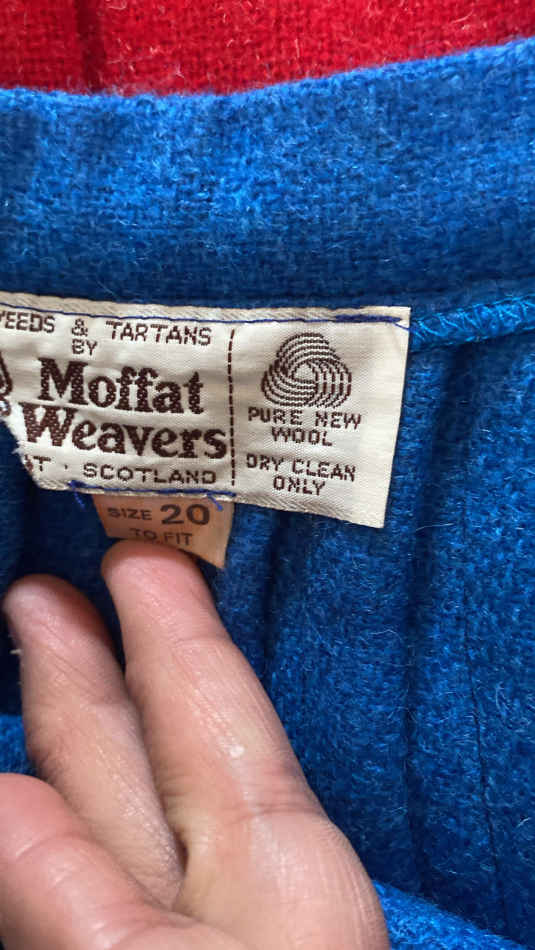 TWEEDS & TARTANS
BY
Moffat
Weavers
SCOTLAND
PURE NEW
WOOL
DRY CLEAN
ONLY
SIZE 20
TO FIT